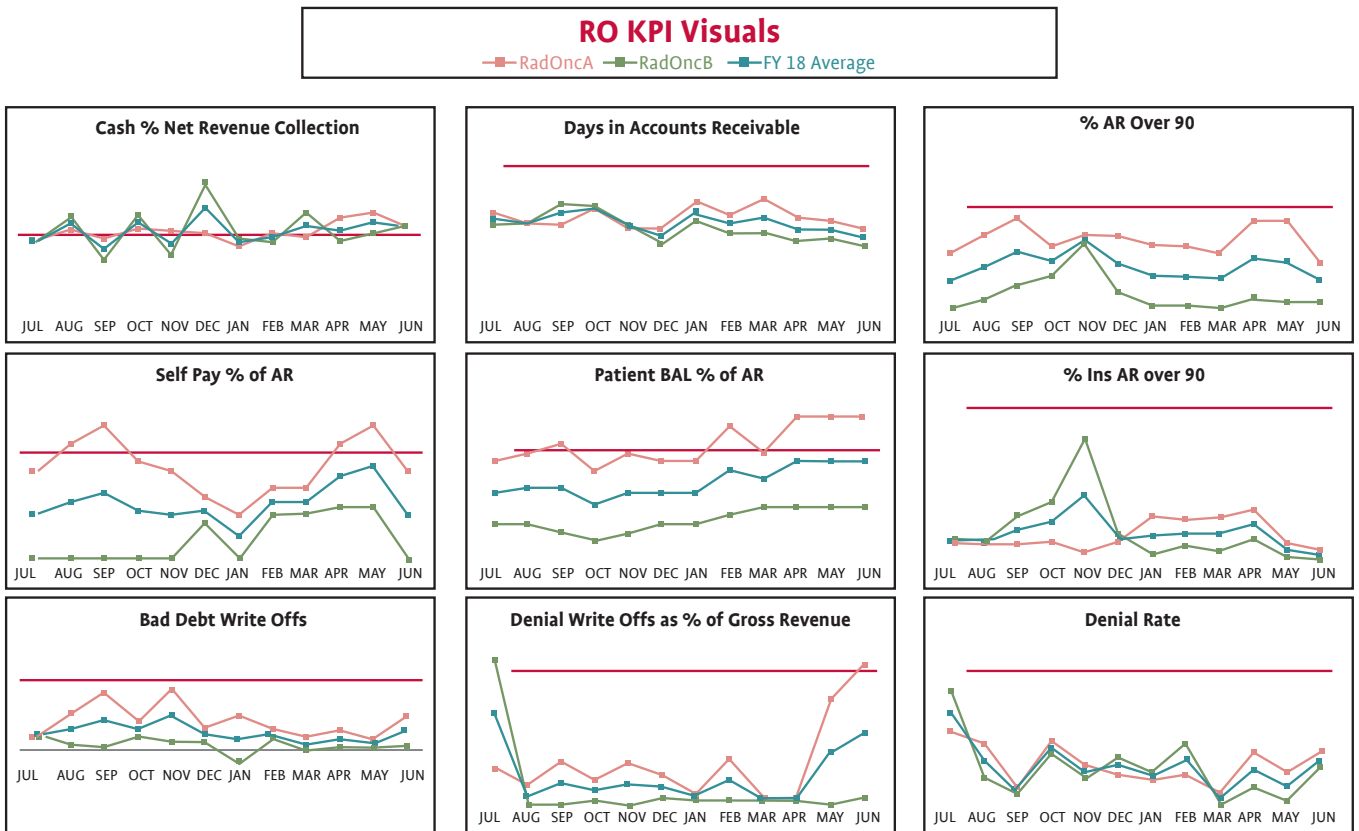 RO KPI Visuals
RadOncA RadOncB FY 18 Average
Cash % Net Revenue Collection
JUL AUG SEP OCT NOV DEC JAN FEB MAR APR MAY JUN
Days in Accounts Receivable
JUL AUG SEP OCT NOV DEC JAN FEB MAR APR MAY JUN
% AR Over 90
JUL AUG SEP OCT NOV DEC JAN FEB MAR APR MAY JUN
Self Pay % of AR
JUL AUG SEP OCT NOV DEC JAN FEB MAR APR MAY JUN
Patient BAL % of AR
JUL AUG SEP OCT NOV DEC JAN FEB MAR APR MAY JUN
% Ins AR over 90
JUL AUG SEP OCT NOV DEC JAN FEB MAR APR MAY JUN
Bad Debt Write Offs
JUL AUG SEP OCT NOV DEC JAN FEB MAR APR MAY JUN
Denial Write Offs as % of Gross Revenue
JUL AUG SEP OCT NOV DEC JAN FEB MAR APR MAY JUN
Denial Rate
JUL AUG SEP OCT NOV DEC JAN FEB MAR APR MAY JUN